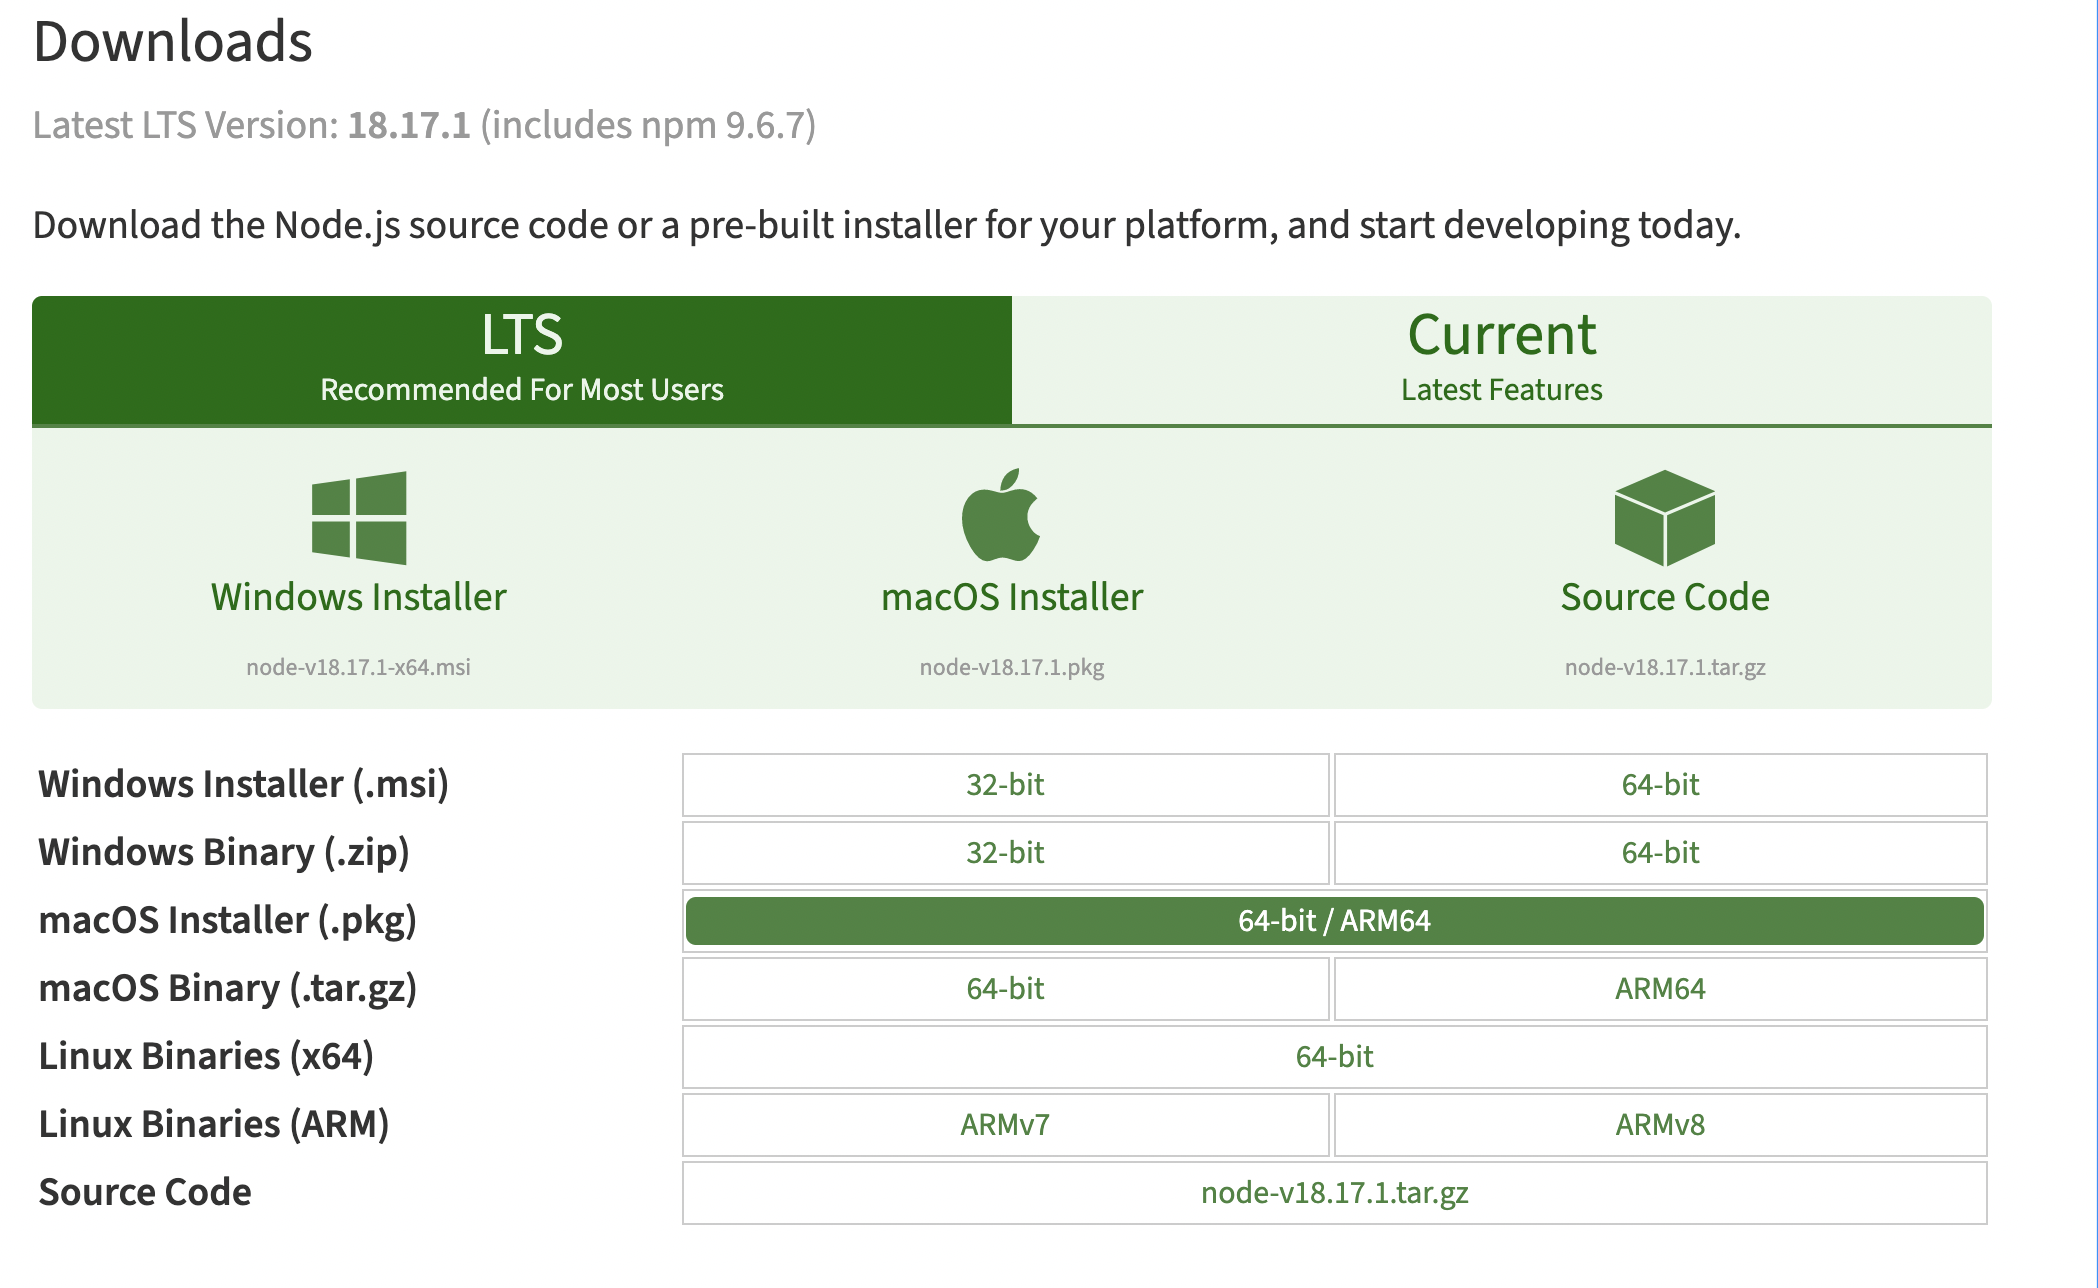 Downloads
Latest LTS Version: 18.17.1 (includes npm 9.6.7)
Download the Node.js source code or a pre-built installer for your platform, and start developing today.
LTS
Recommended For Most Users
Current
Latest Features
Windows Installer
node-v18.17.1-x64.msi
macOS Installer
node-v18.17.1.pkg
Source Code
node-v18.17.1.tar.gz
Windows Installer (.msi) 32-bit 64-bit
Windows Binary (.zip) 32-bit 64-bit
macOS Installer (.pkg) 64-bit / ARM64
macOS Binary (.tar.gz) 64-bit ARM64
Linux Binaries (x64) 64-bit
Linux Binaries (ARM) ARMv7 ARMv8
Source Code node-v18.17.1.tar.gz